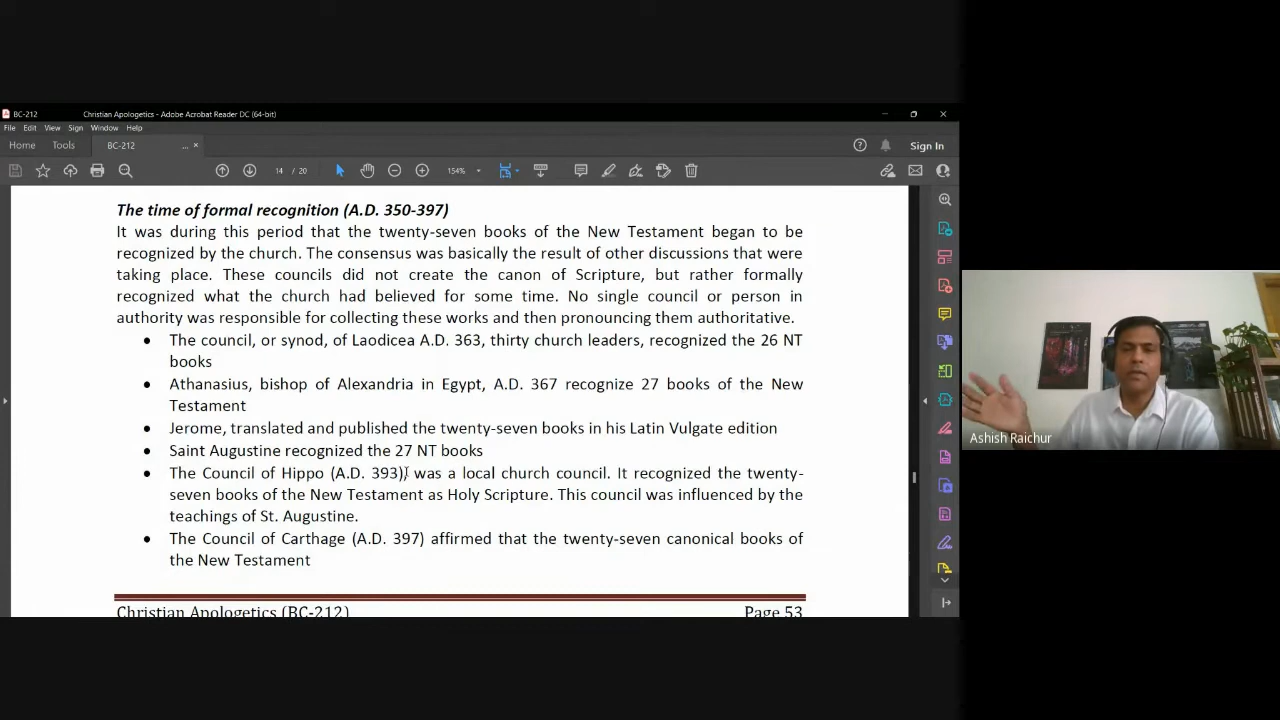 BC-212
Christian Apologetics - Adobe Acrobat Reader DC (64-bit)
File Edit View Sign Window Help
Home Tools BC-212 ... ×
Sign In
14 / 20
154%
The time of formal recognition (A.D. 350-397)
It was during this period that the twenty-seven books of the New Testament began to be
recognized by the church. The consensus was basically the result of other discussions that were
taking place. These councils did not create the canon of Scripture, but rather formally
recognized what the church had believed for some time. No single council or person in
authority was responsible for collecting these works and then pronouncing them authoritative.
• The council, or synod, of Laodicea A.D. 363, thirty church leaders, recognized the 26 NT
books
• Athanasius, bishop of Alexandria in Egypt, A.D. 367 recognize 27 books of the New
Testament
• Jerome, translated and published the twenty-seven books in his Latin Vulgate edition
• Saint Augustine recognized the 27 NT books
• The Council of Hippo (A.D. 393)) was a local church council. It recognized the twenty-
seven books of the New Testament as Holy Scripture. This council was influenced by the
teachings of St. Augustine.
• The Council of Carthage (A.D. 397) affirmed that the twenty-seven canonical books of
the New Testament
Christian Apologetics (BC-212) Page 53
Ashish Raichur